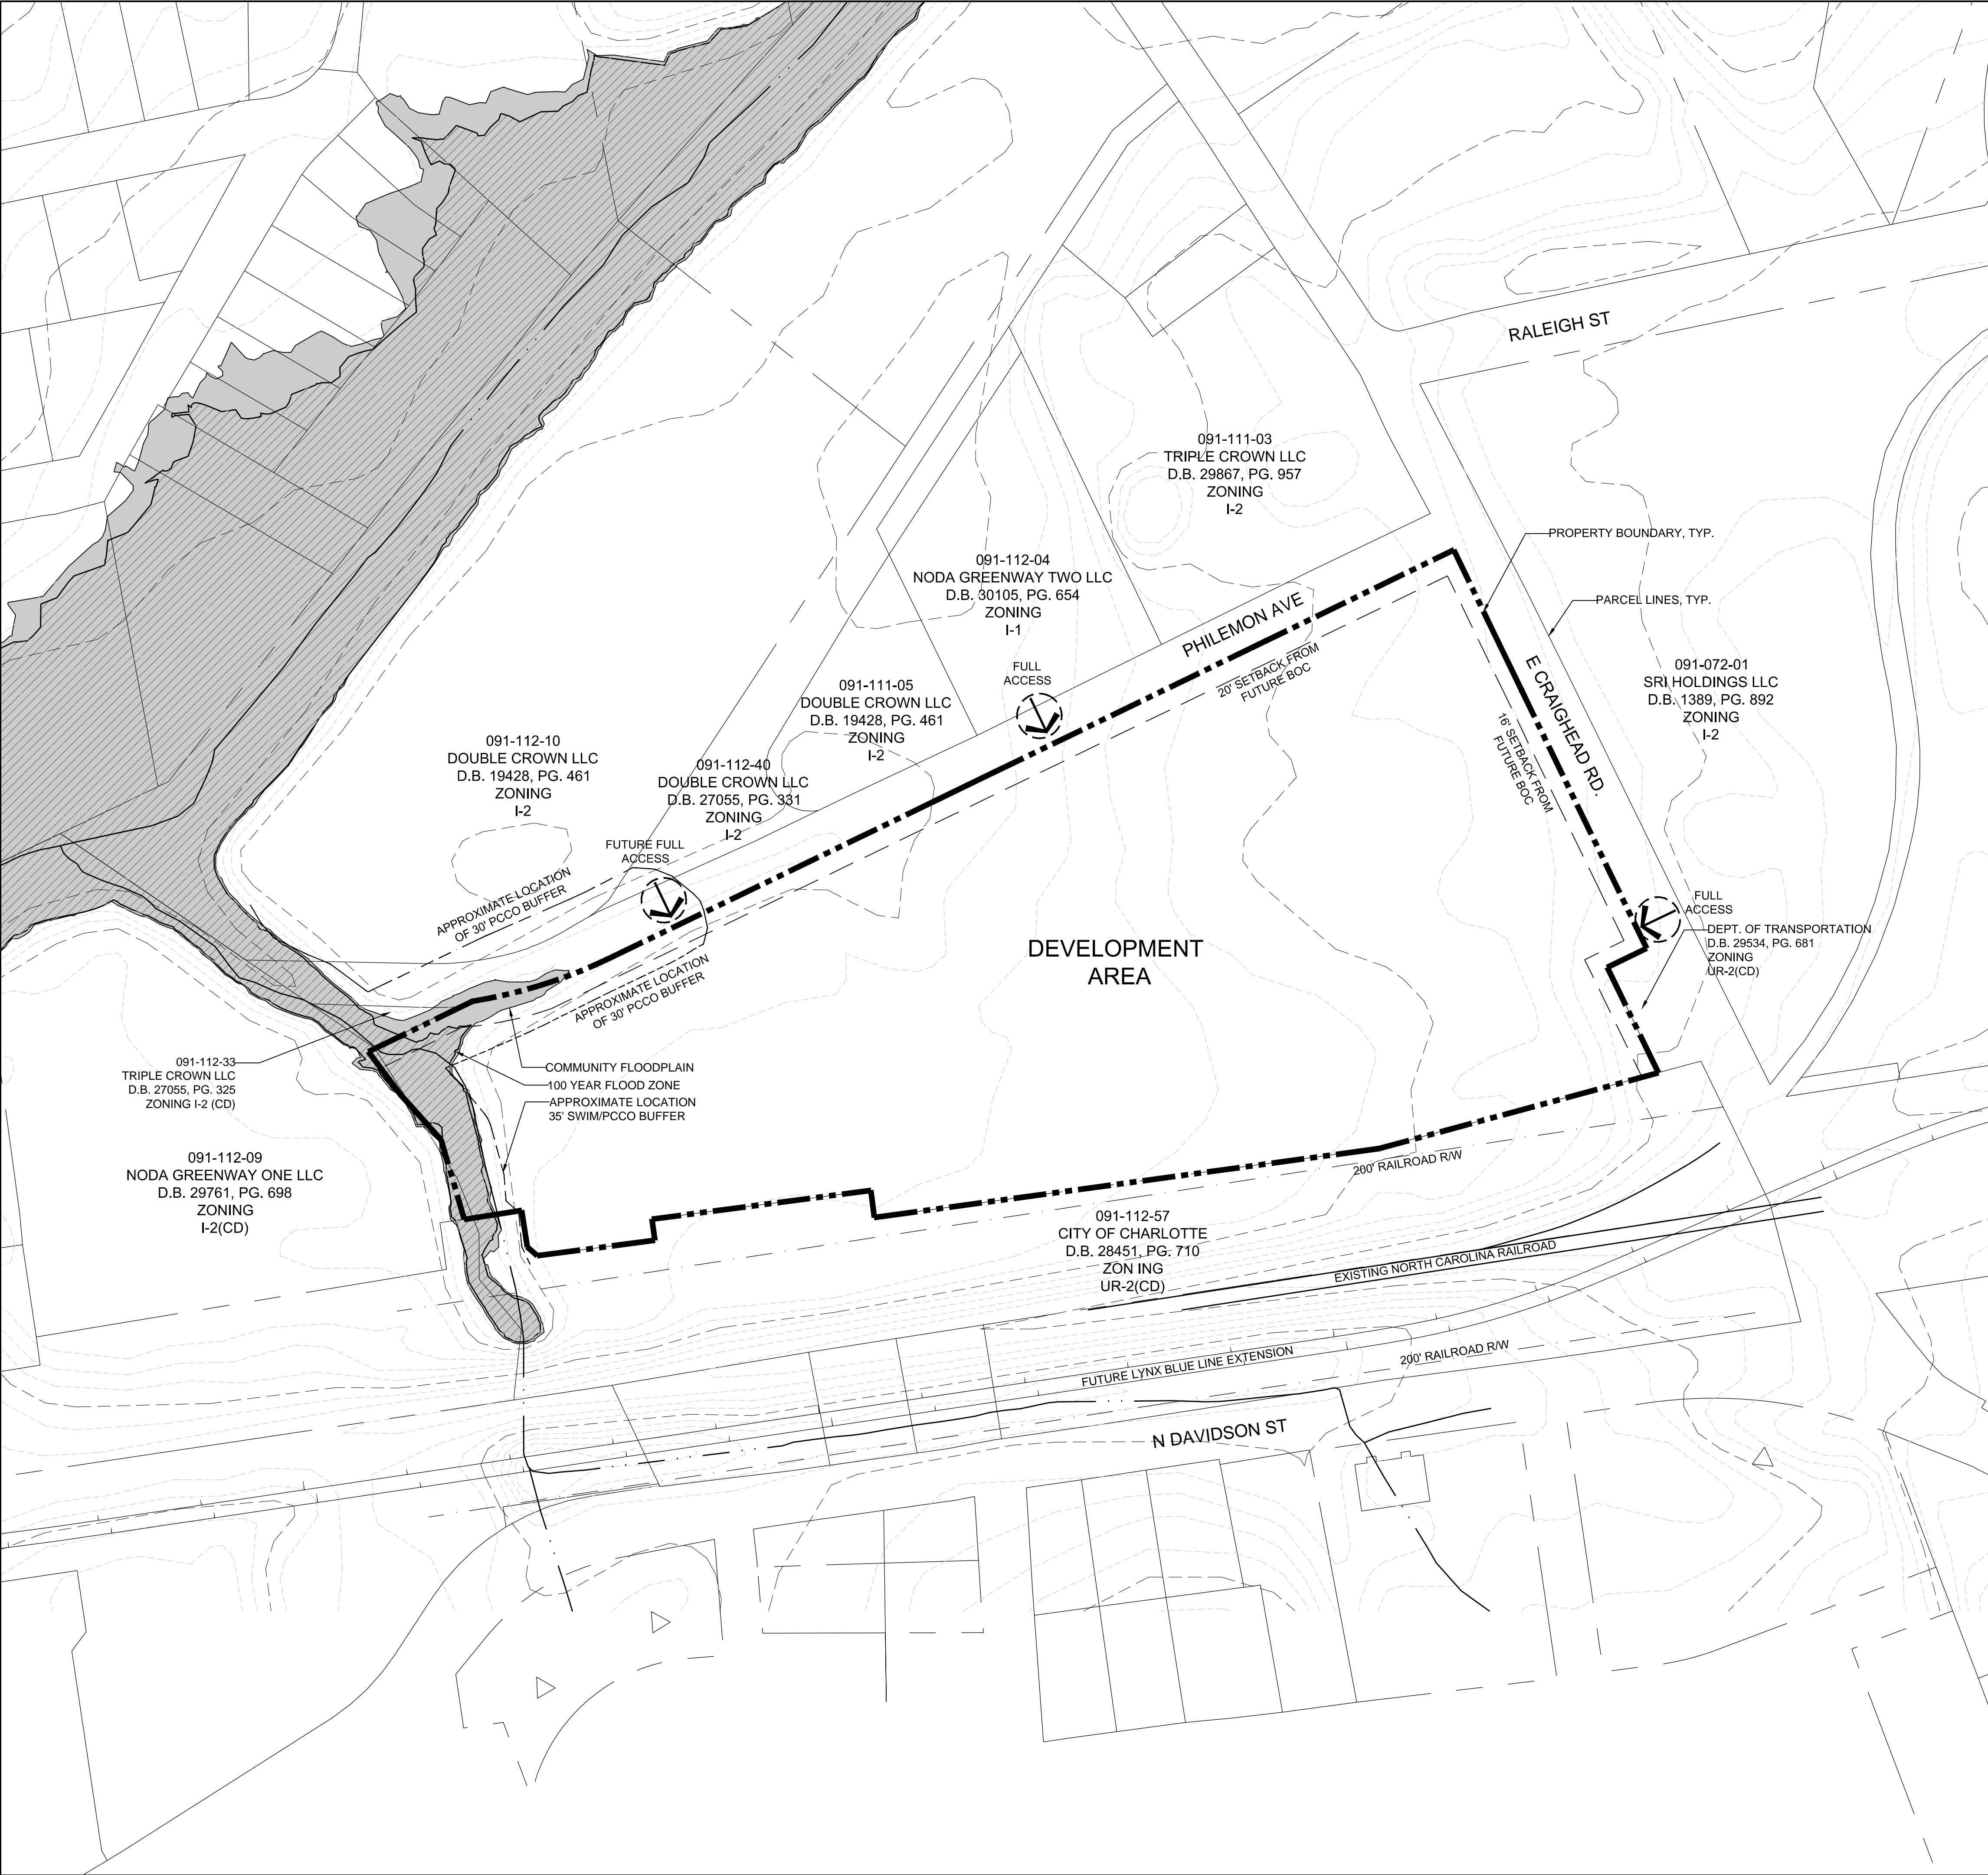 RALEIGH ST
091-111-03
TRIPLE CROWN LLC
D.B. 29867, PG. 957
ZONING
I-2
PROPERTY BOUNDARY, TYP.
091-112-04
NODA GREENWAY TWO LLC
D.B. 30105, PG. 654
ZONING
I-1
PARCEL LINES, TYP.
PHILEMON AVE
20' SETBACK FROM
FUTURE BOC
E CRAIGHEAD RD.
16' SETBACK FROM
FUTURE BOC
091-072-01
SRI HOLDINGS LLC
D.B. 1389, PG. 892
ZONING
I-2
FULL
ACCESS
091-111-05
DOUBLE CROWN LLC
D.B. 19428, PG. 461
ZONING
I-2
091-112-10
DOUBLE CROWN LLC
D.B. 19428, PG. 461
ZONING
I-2
091-112-40
DOUBLE CROWN LLC
D.B. 27055, PG. 331
ZONING
I-2
FUTURE FULL
ACCESS
APPROXIMATE LOCATION
OF 30' PCCO BUFFER
FULL
ACCESS
DEPT. OF TRANSPORTATION
D.B. 29534, PG. 681
ZONING
UR-2(CD)
DEVELOPMENT
AREA
APPROXIMATE LOCATION
OF 30' PCCO BUFFER
091-112-33
TRIPLE CROWN LLC
D.B. 27055, PG. 325
ZONING I-2 (CD)
COMMUNITY FLOODPLAIN
100 YEAR FLOOD ZONE
APPROXIMATE LOCATION
35' SWIM/PCCO BUFFER
091-112-09
NODA GREENWAY ONE LLC
D.B. 29761, PG. 698
ZONING
I-2(CD)
200' RAILROAD R/W
091-112-57
CITY OF CHARLOTTE
D.B. 28451, PG. 710
ZON ING
UR-2(CD)
EXISTING NORTH CAROLINA RAILROAD
FUTURE LYNX BLUE LINE EXTENSION
200' RAILROAD R/W
N DAVIDSON ST